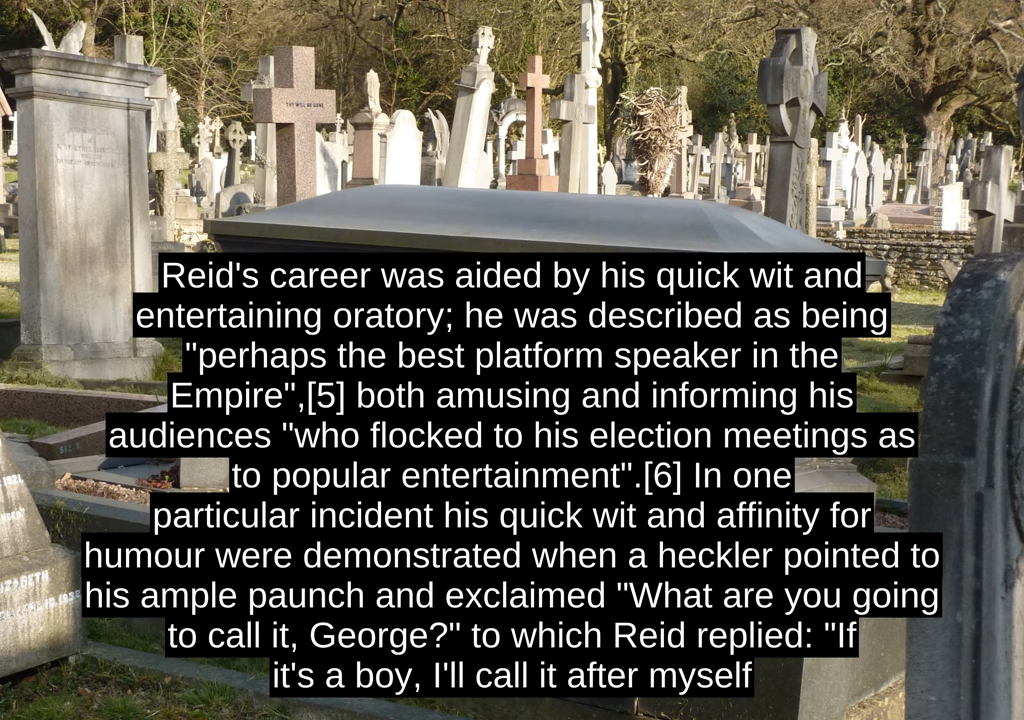 THY WILL BE DONE
Reid's career was aided by his quick wit and
entertaining oratory; he was described as being
"perhaps the best platform speaker in the
Empire",[5] both amusing and informing his
audiences "who flocked to his election meetings as
to popular entertainment".[6] In one
particular incident his quick wit and affinity for
humour were demonstrated when a heckler pointed to
his ample paunch and exclaimed "What are you going
to call it, George?" to which Reid replied: "If
it's a boy, I'll call it after myself